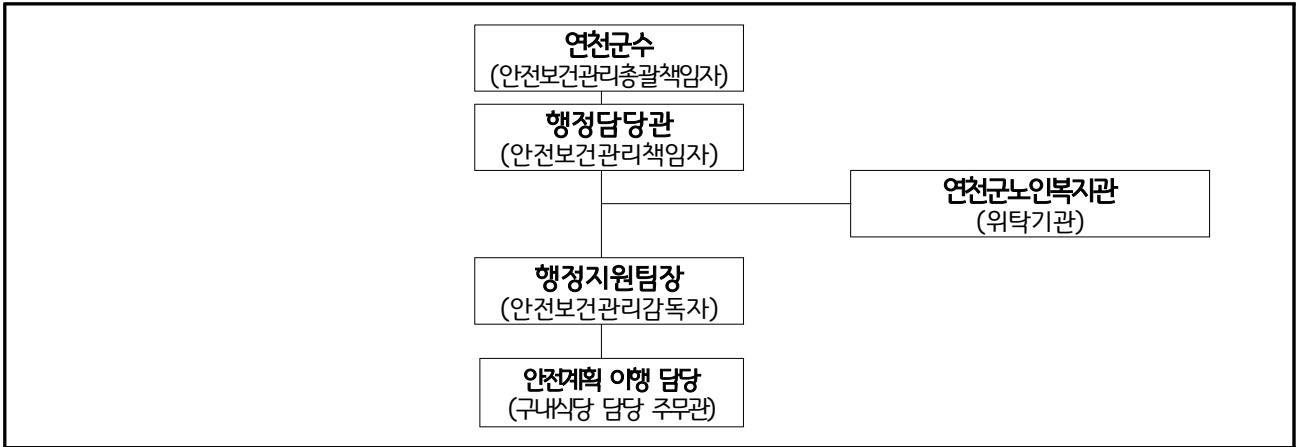 연천군수
(안전보건관리총괄책임자)
행정담당관
(안전보건관리책임자)
연천군노인복지관
(위탁기관)
행정지원팀장
(안전보건관리감독자)
안전계획 이행 담당
(구내식당 담당 주무관)